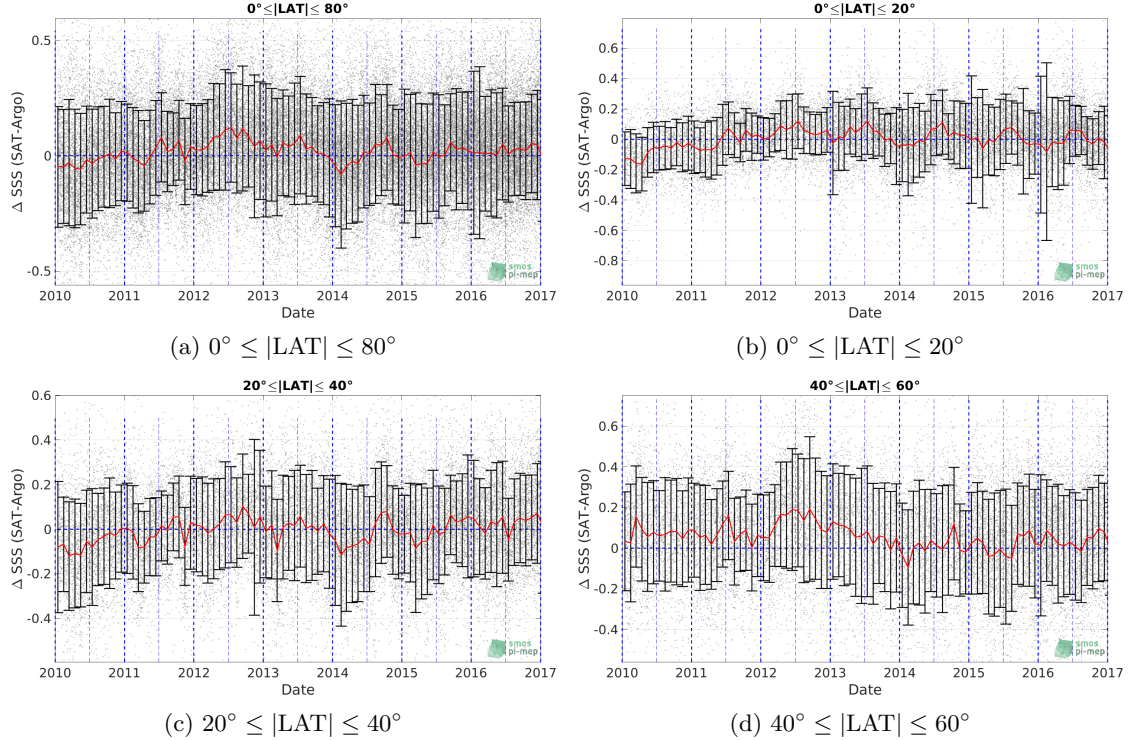 0°≤|LAT|≤ 80°
Δ SSS (SAT-Argo)
0.5
0
-0.5
2010 2011 2012 2013 2014 2015 2016 2017
Date
smos
pi-mep
(a) 0° ≤ |LAT| ≤ 80°
0°≤|LAT|≤ 20°
Δ SSS (SAT-Argo)
0.6
0.4
0.2
0
-0.2
-0.4
-0.6
-0.8
2010 2011 2012 2013 2014 2015 2016 2017
Date
smos
pi-mep
(b) 0° ≤ |LAT| ≤ 20°
20°≤|LAT|≤ 40°
Δ SSS (SAT-Argo)
0.6
0.4
0.2
0
-0.2
-0.4
2010 2011 2012 2013 2014 2015 2016 2017
Date
smos
pi-mep
(c) 20° ≤ |LAT| ≤ 40°
40°≤|LAT|≤ 60°
Δ SSS (SAT-Argo)
0.6
0.4
0.2
0
-0.2
-0.4
2010 2011 2012 2013 2014 2015 2016 2017
Date
smos
pi-mep
(d) 40° ≤ |LAT| ≤ 60°